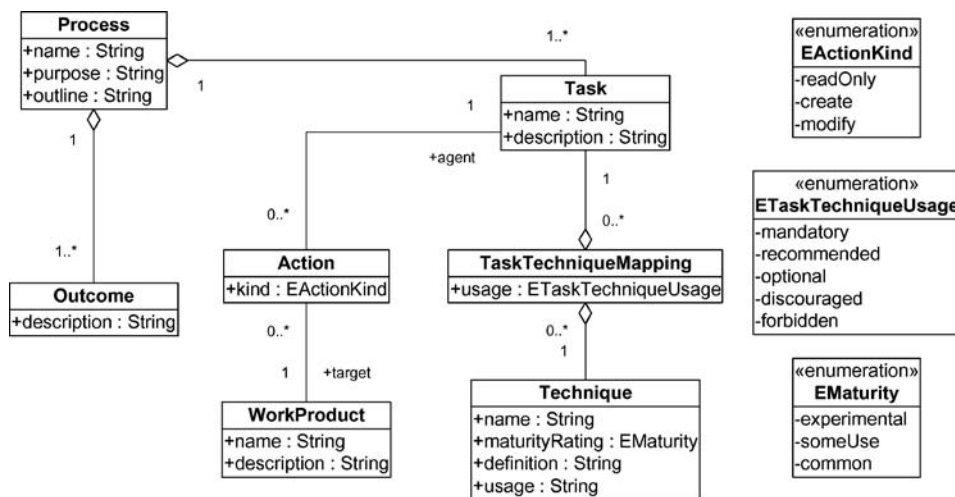 Process
+name : String
+purpose : String
+outline : String
1
1..*
1
Task
+name : String
+description : String
1
+agent
1
0..*
0..*
1..*
Outcome
+description : String
Action
+kind : EActionKind
0..*
1
+target
WorkProduct
+name : String
+description : String
TaskTechniqueMapping
+usage : ETaskTechniqueUsage
0..*
1
Technique
+name : String
+maturityRating : EMaturity
+definition : String
+usage : String
«enumeration»
EActionKind
-readOnly
-create
-modify
«enumeration»
ETaskTechniqueUsage
-mandatory
-recommended
-optional
-discouraged
-forbidden
«enumeration»
EMaturity
-experimental
-someUse
-common